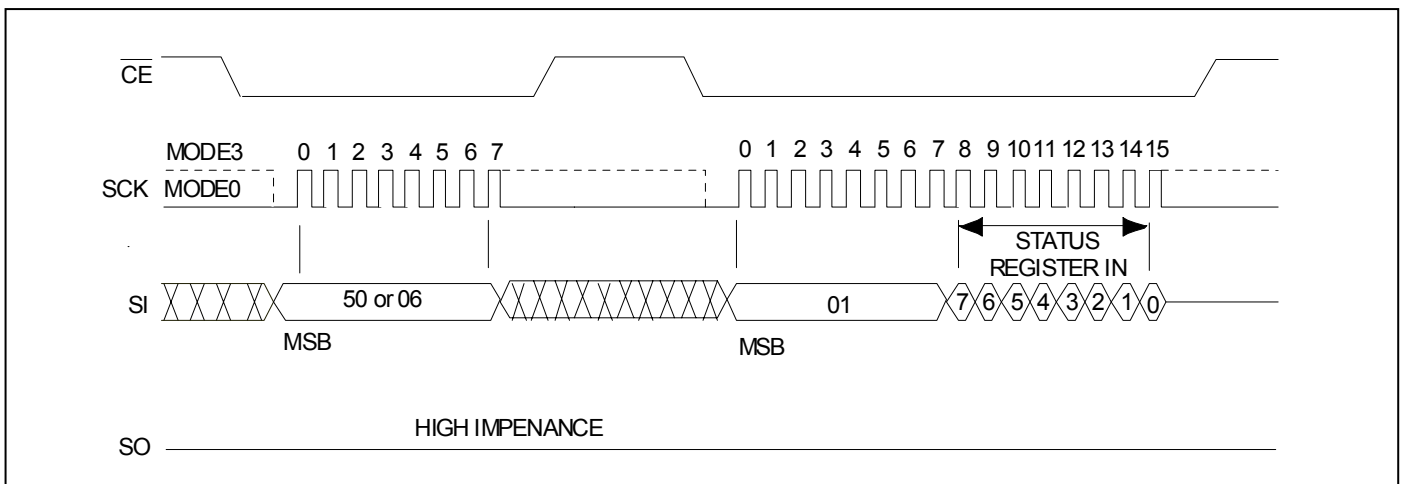 CE
MODE3 0 1 2 3 4 5 6 7 0 1 2 3 4 5 6 7 8 9 10 11 12 13 14 15
SCK MODE0
STATUS
REGISTER IN
SI 50 or 06 01 7 6 5 4 3 2 1 0
MSB MSB
HIGH IMPENANCE
SO